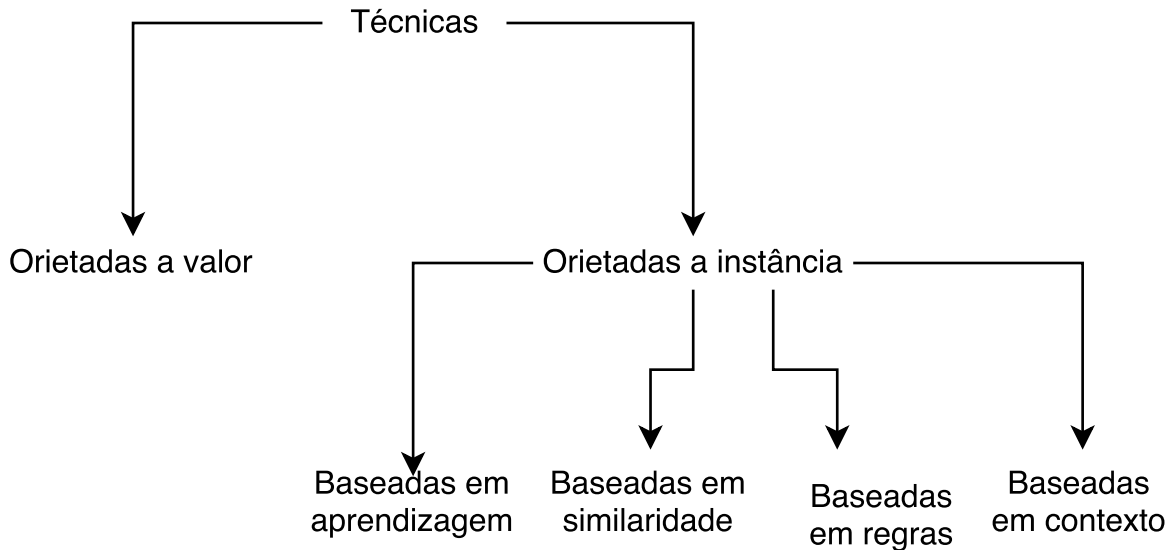 Técnicas
Orietadas a valor
Orietadas a instância
Baseadas em
aprendizagem
Baseadas em
similaridade
Baseadas
em regras
Baseadas
em contexto